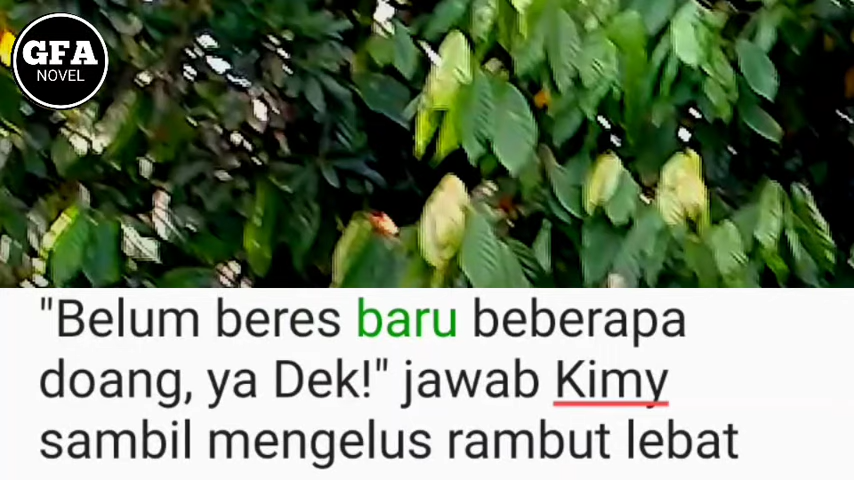 GFA
NOVEL
"Belum beres baru beberapa
doang, ya Dek!" jawab Kimy
sambil mengelus rambut lebat